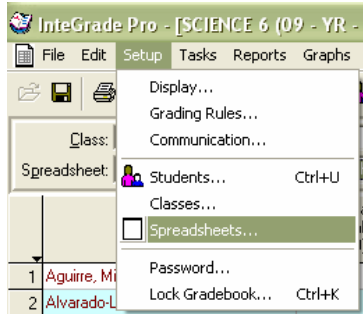 InteGrade Pro - [SCIENCE 6 (09 - YR -
File Edit Setup Tasks Reports Graphs
Display...
Grading Rules...
Class:
Communication...
Spreadsheet:
Students... Ctrl+U
Classes...
Spreadsheets...
Password...
1 Aguirre, Mi
Lock Gradebook... Ctrl+K
2 Alvarado-L